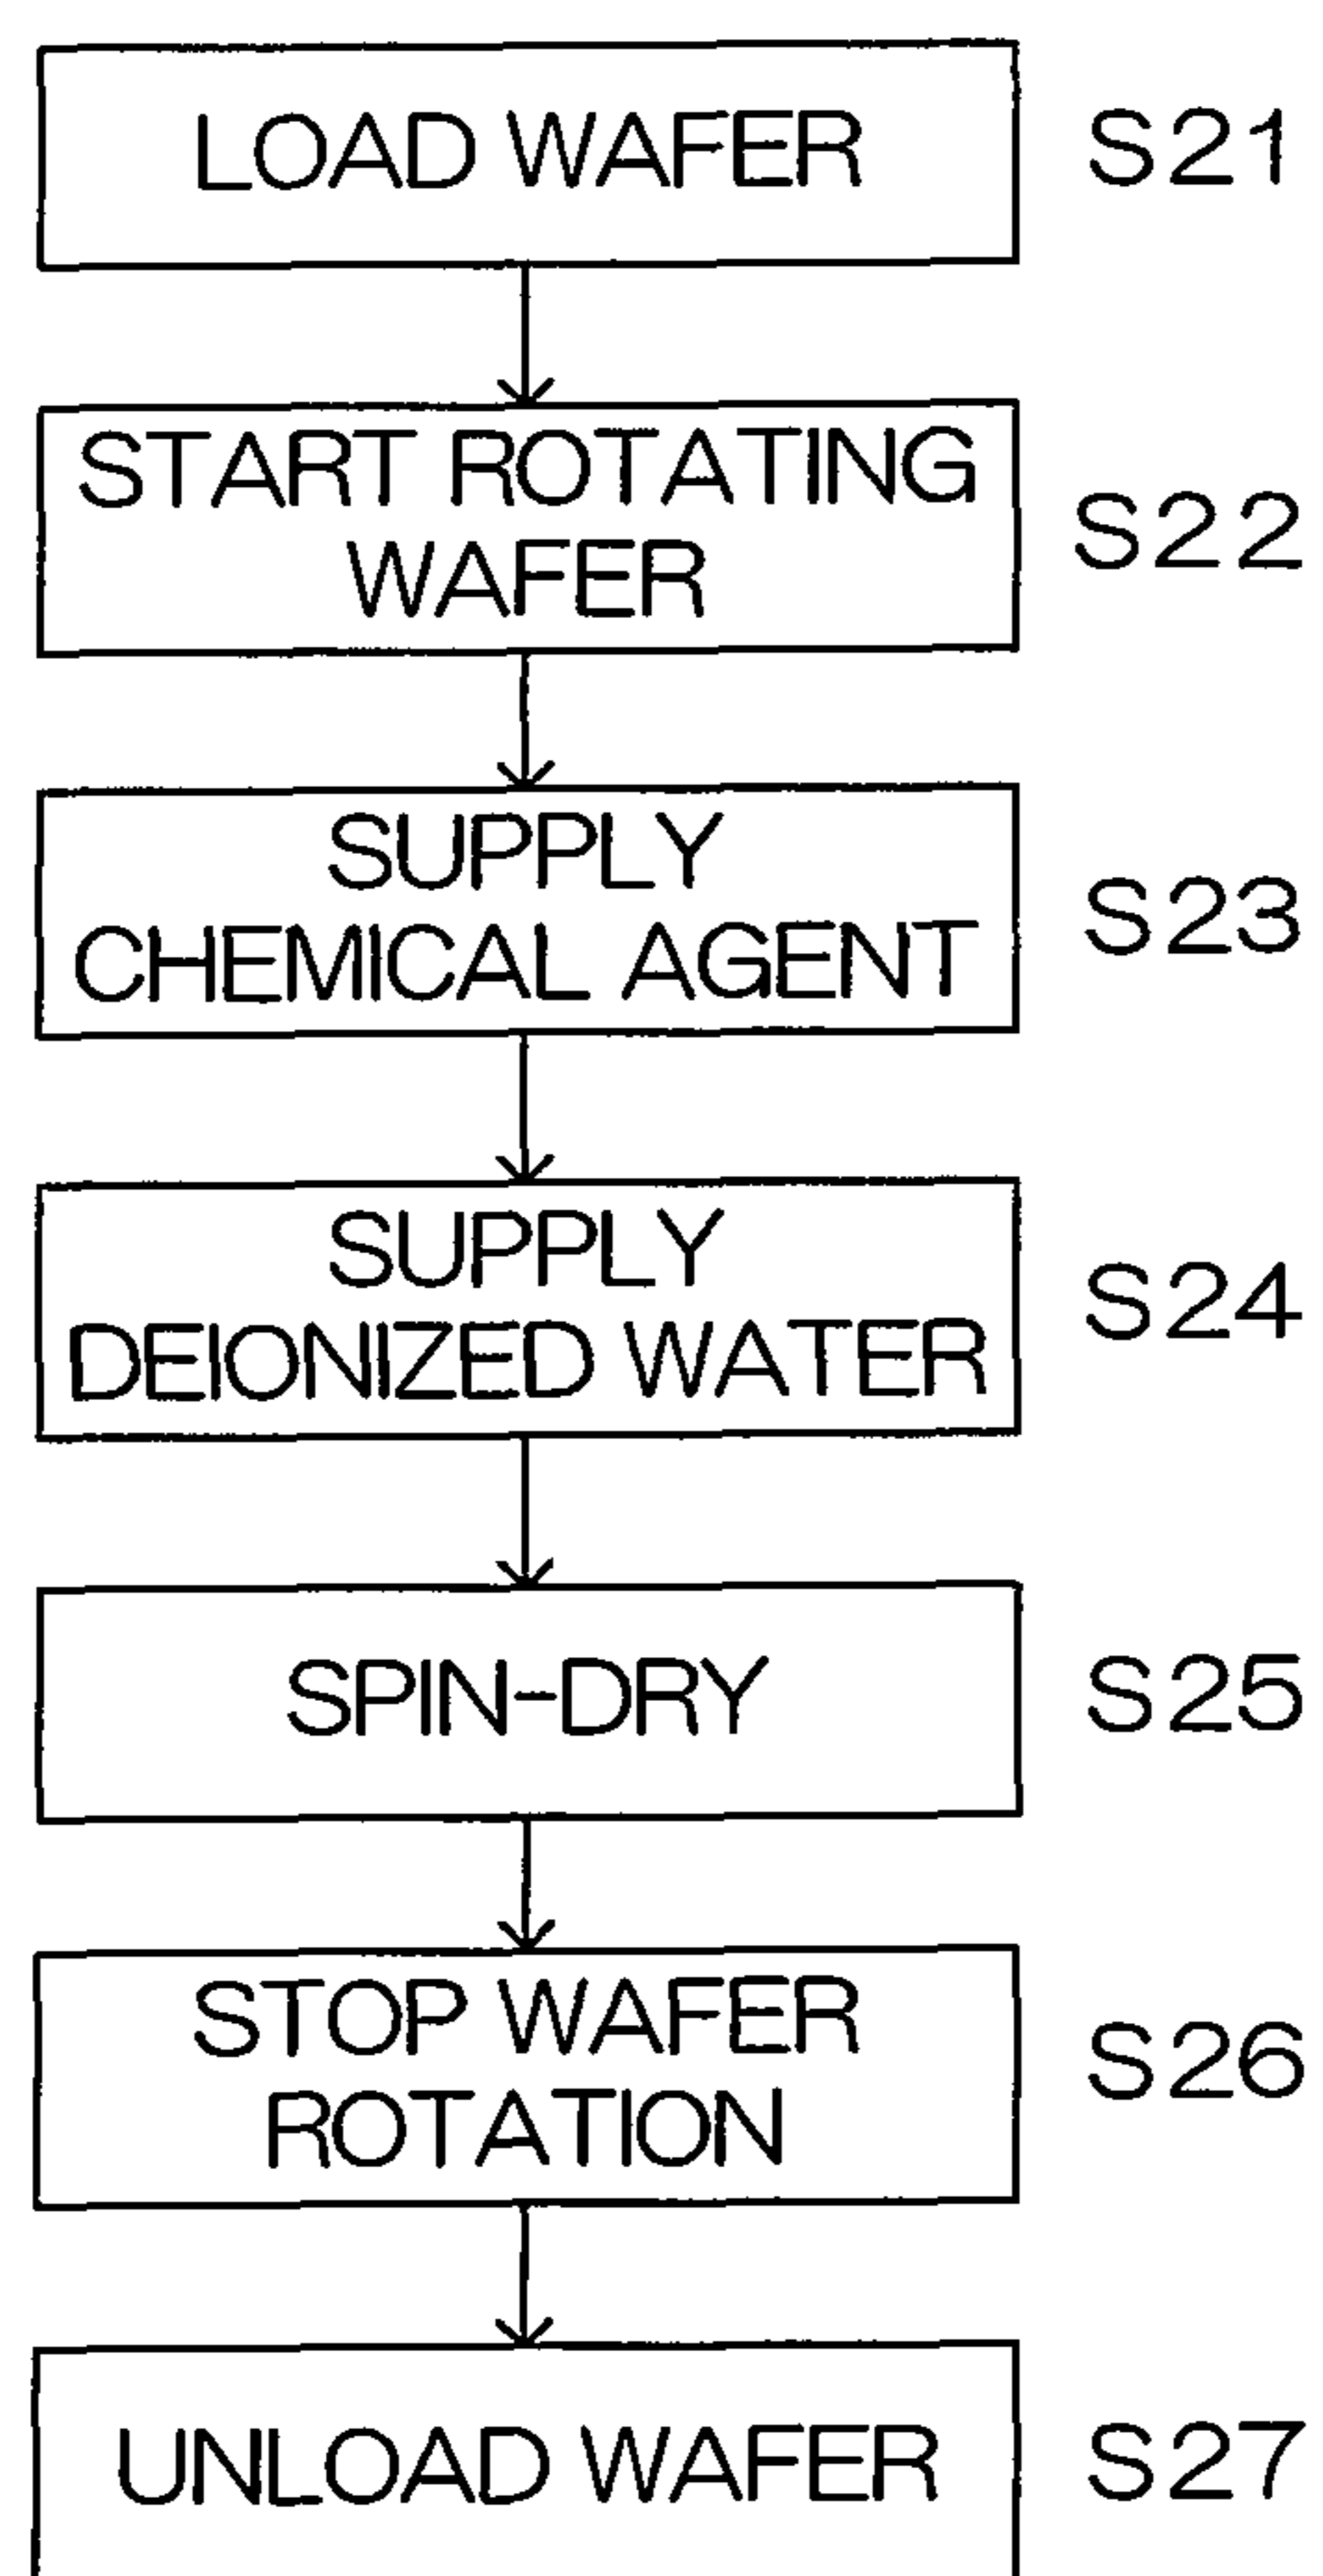 LOAD WAFER S21
START ROTATING
WAFER S22
SUPPLY
CHEMICAL AGENT S23
SUPPLY
DEIONIZED WATER S24
SPIN-DRY S25
STOP WAFER
ROTATION S26
UNLOAD WAFER S27